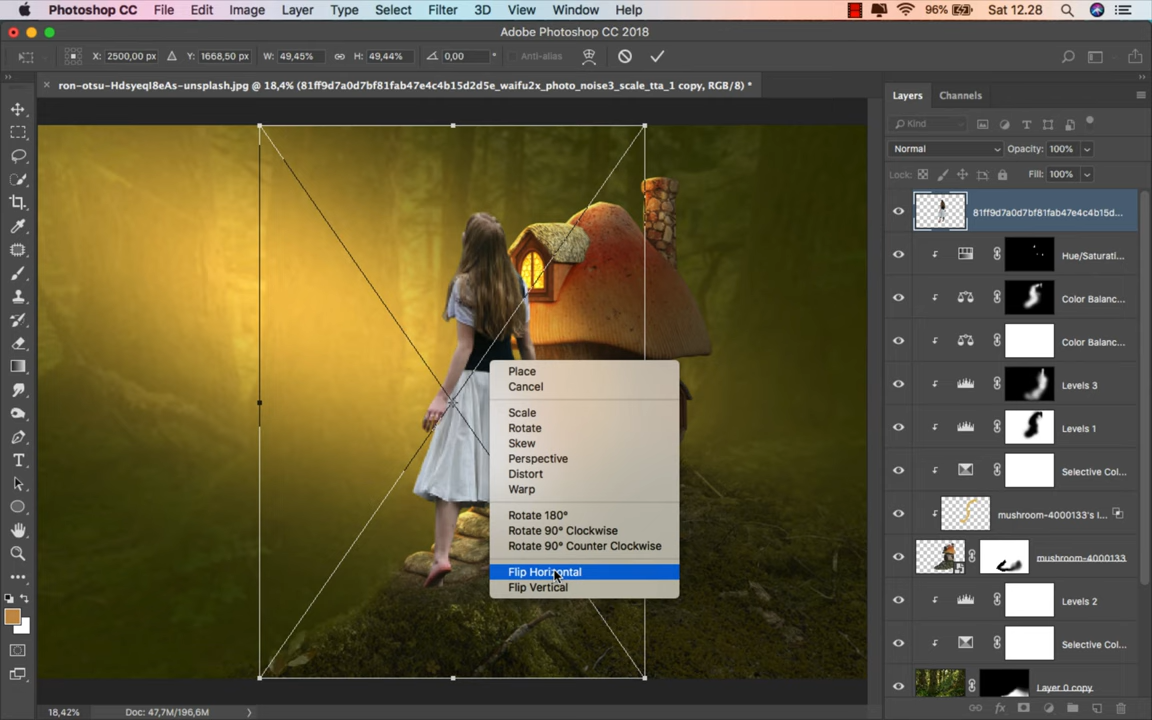 Photoshop CC File Edit Image Layer Type Select Filter 3D View Window Help 96% Sat 12.28
Adobe Photoshop CC 2018
X: 2500,00 px Y: 1668,50 px W: 49,45% H: 49,44% 0,00 ° Anti-alias
ron-otsu-HdsyeqI8eAs-unsplash.jpg @ 18,4% (81ff9d7a0d7bf81fab47e4c4b15d2d5e_waifu2x_photo_noise3_scale_tta_1 copy, RGB/8) *
Layers Channels
Kind
Normal Opacity: 100%
Lock: Fill: 100%
81ff9d7a0d7bf81fab47e4c4b15d...
Hue/Saturati...
Color Balanc...
Color Balanc...
Levels 3
Levels 1
Selective Col...
mushroom-4000133's l...
mushroom-4000133
Levels 2
Selective Col...
Layer 0 copy
Place
Cancel
Scale
Rotate
Skew
Perspective
Distort
Warp
Rotate 180°
Rotate 90° Clockwise
Rotate 90° Counter Clockwise
Flip Horizontal
Flip Vertical
18,42% Doc: 47,7M/196,6M